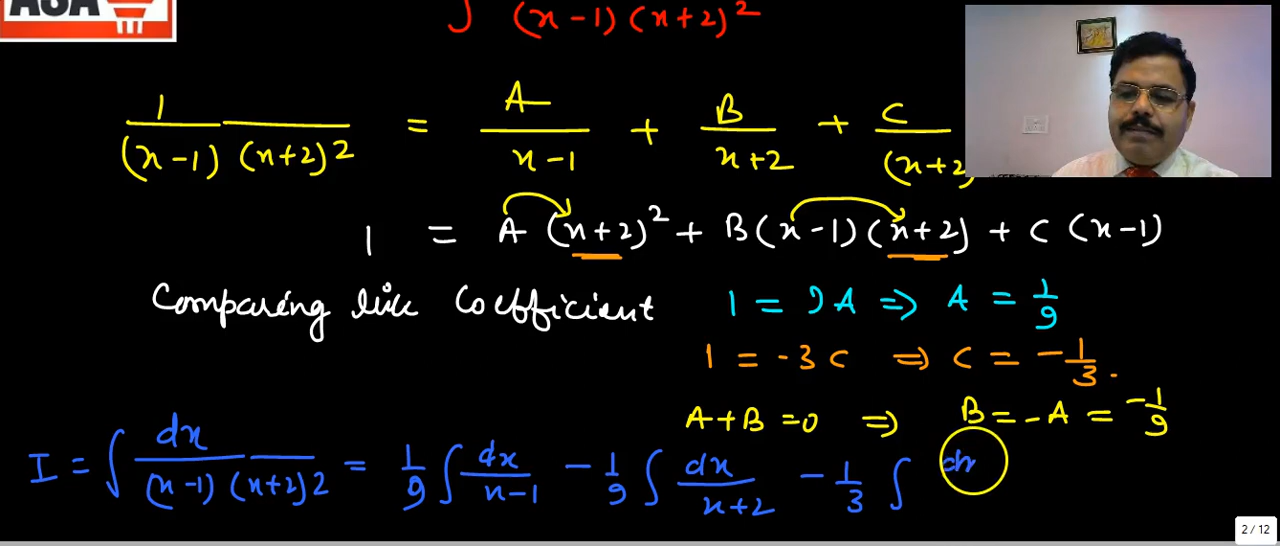 ASA
∫ (x-1)(x+2)²
1/((x-1)(x+2)²) = A/(x-1) + B/(x+2) + C/(x+2)
1 = A(x+2)² + B(x-1)(x+2) + C(x-1)
Comparing like Coefficient 1 = 9A ⇒ A = 1/9
1 = -3C ⇒ C = -1/3.
A+B=0 ⇒ B = -A = -1/9
I = ∫ dx/((x-1)(x+2)2) = 1/9 ∫ dx/(x-1) - 1/9 ∫ dx/(x+2) - 1/3 ∫ dx
2 / 12